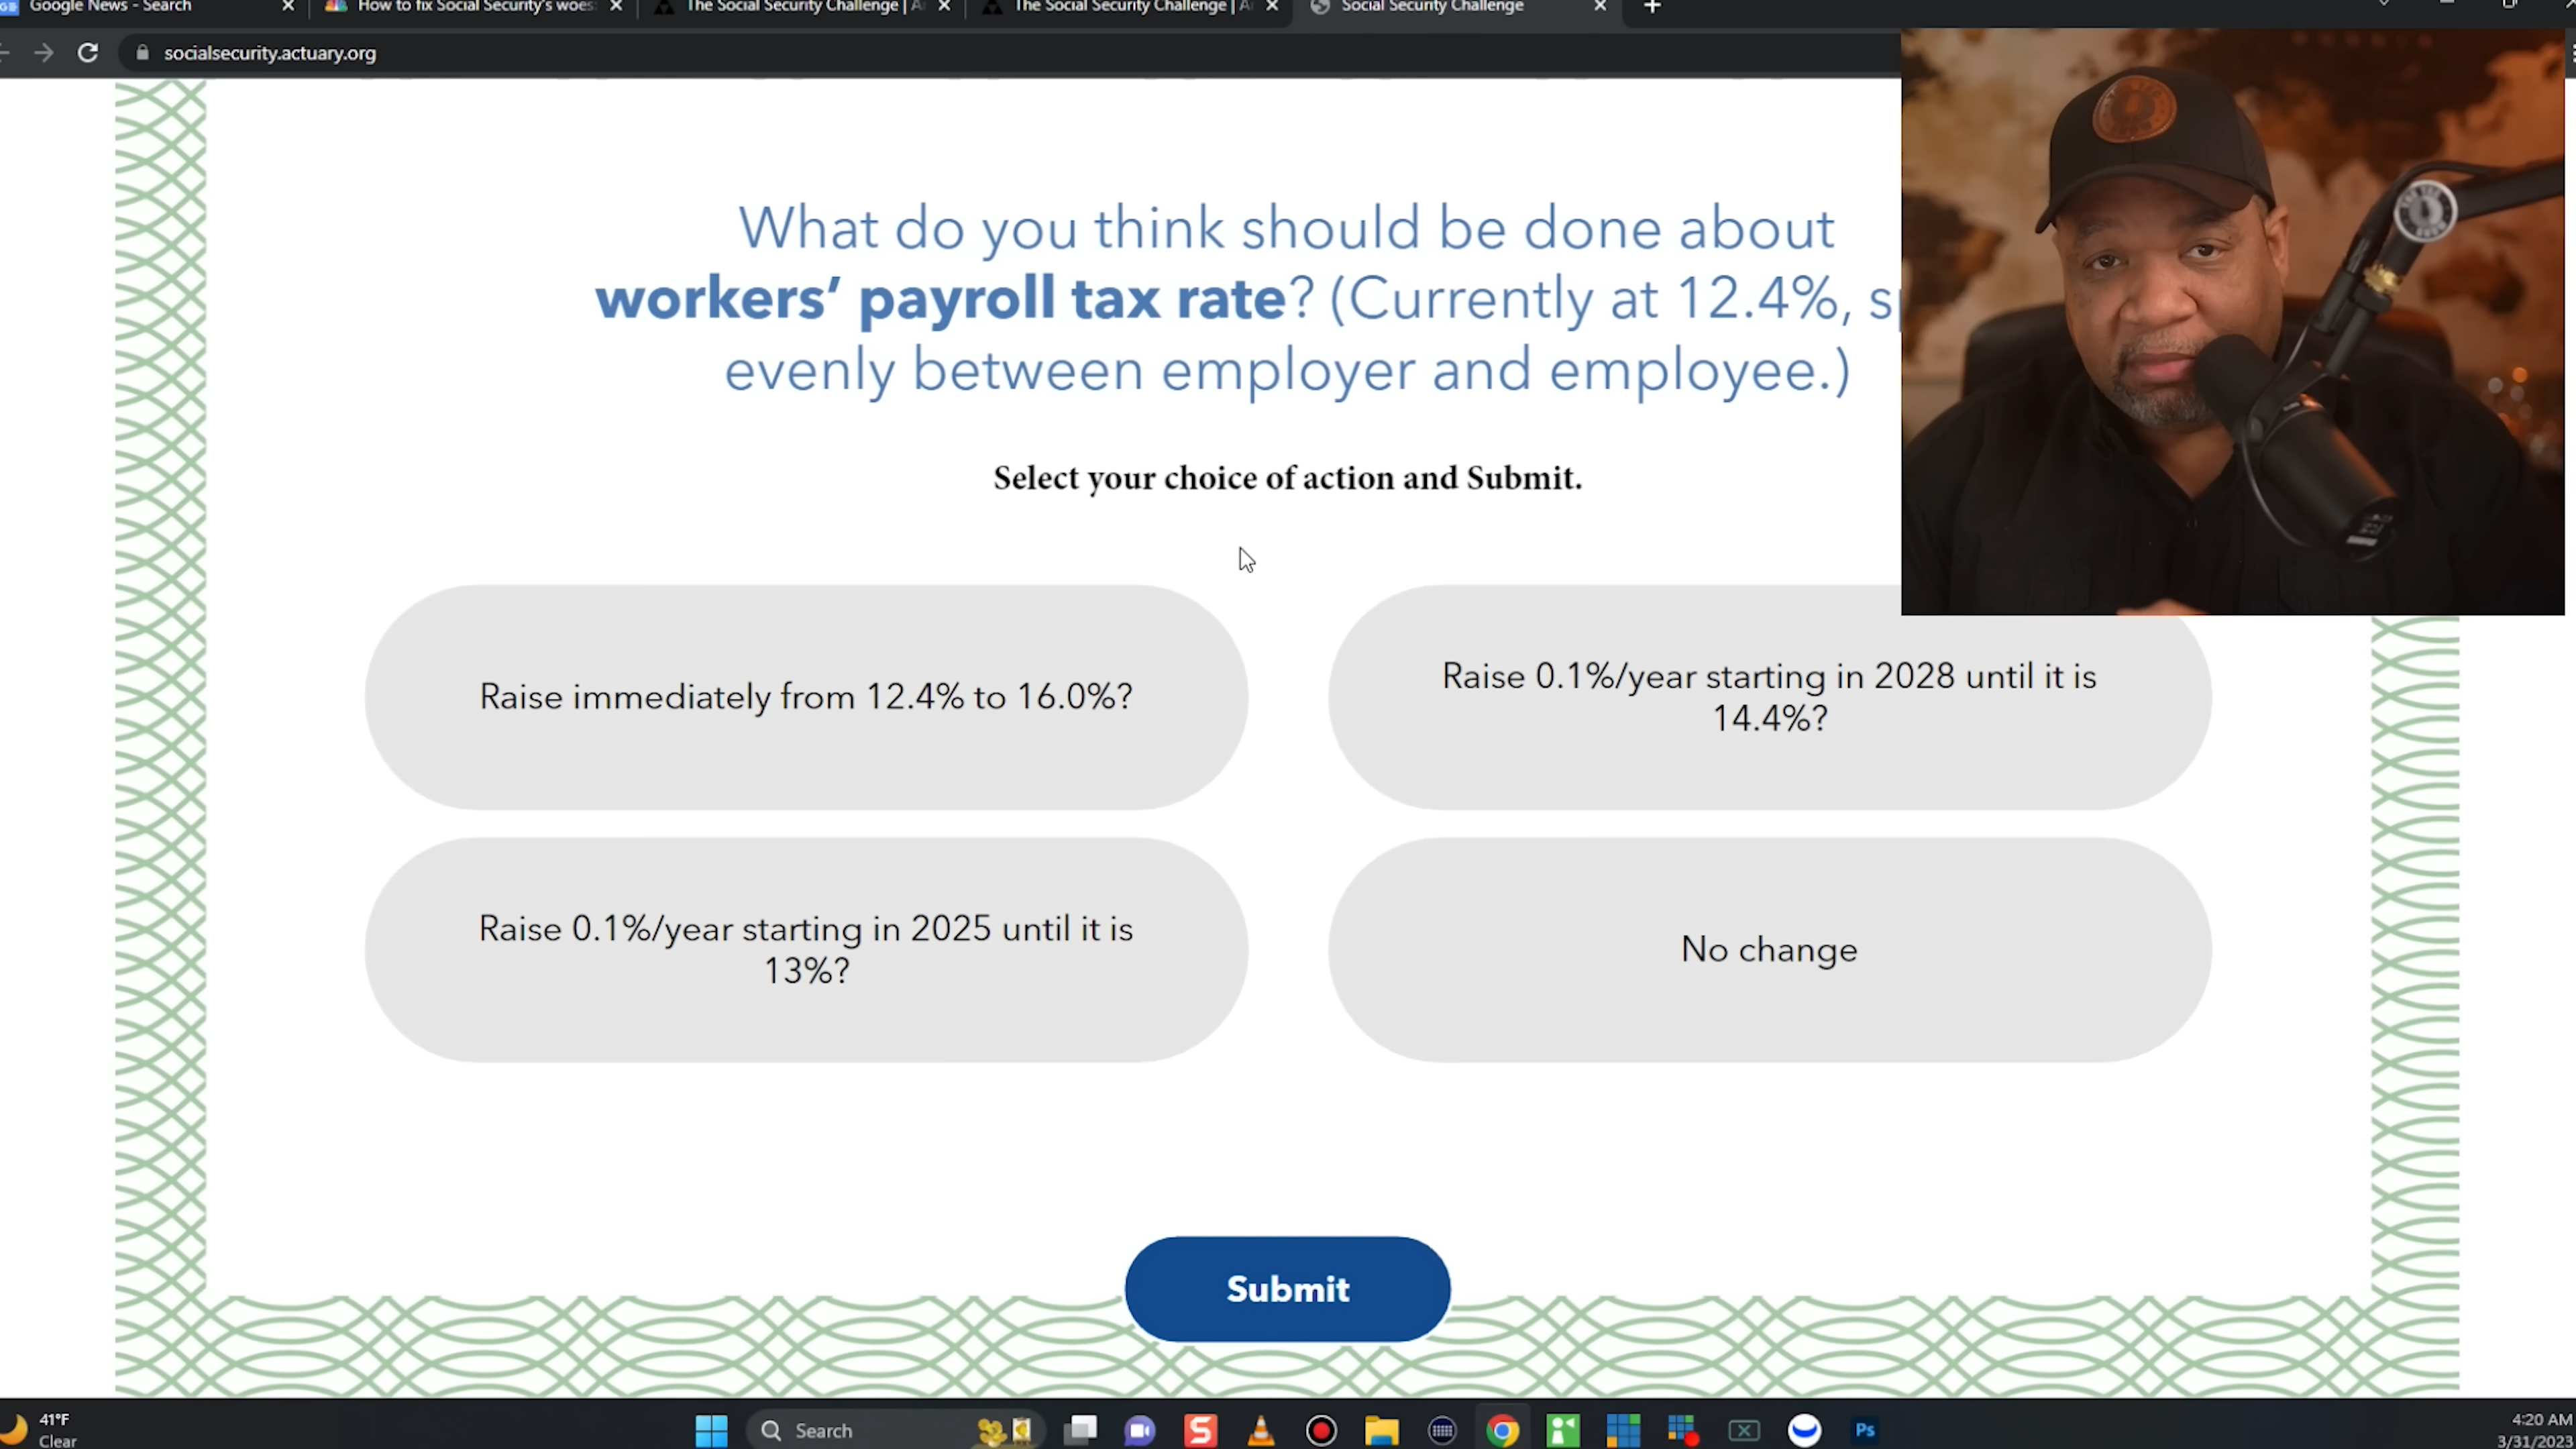 Google News - Search
How to fix Social Security's woes
The Social Security Challenge |
The Social Security Challenge |
Social Security Challenge
socialsecurity.actuary.org
What do you think should be done about
workers' payroll tax rate? (Currently at 12.4%,
evenly between employer and employee.)
Select your choice of action and Submit.
Raise immediately from 12.4% to 16.0%?
Raise 0.1%/year starting in 2028 until it is
14.4%?
Raise 0.1%/year starting in 2025 until it is
13%?
No change
Submit
41°F
Clear
Search
Ps
4:20 AM
3/31/2023